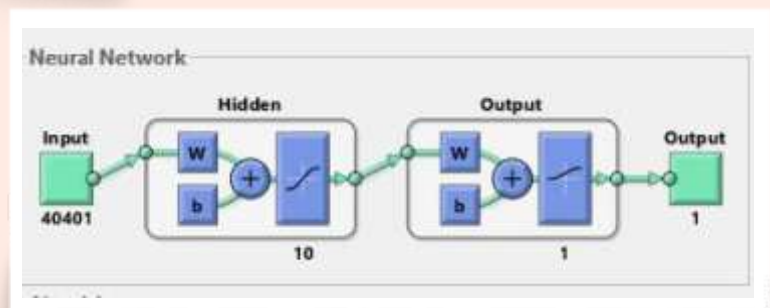 Neural Network
Hidden
Output
Input
W
b
+
10
W
b
+
1
Output
40401
1